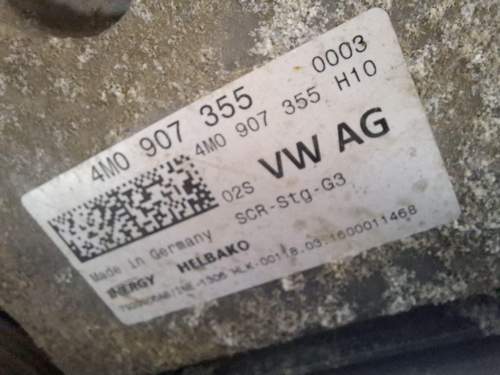 4M0 907 355 0003
4M0 907 355 H10
02S VW AG
SCR-Stg-G3
Made in Germany
HELBAKO